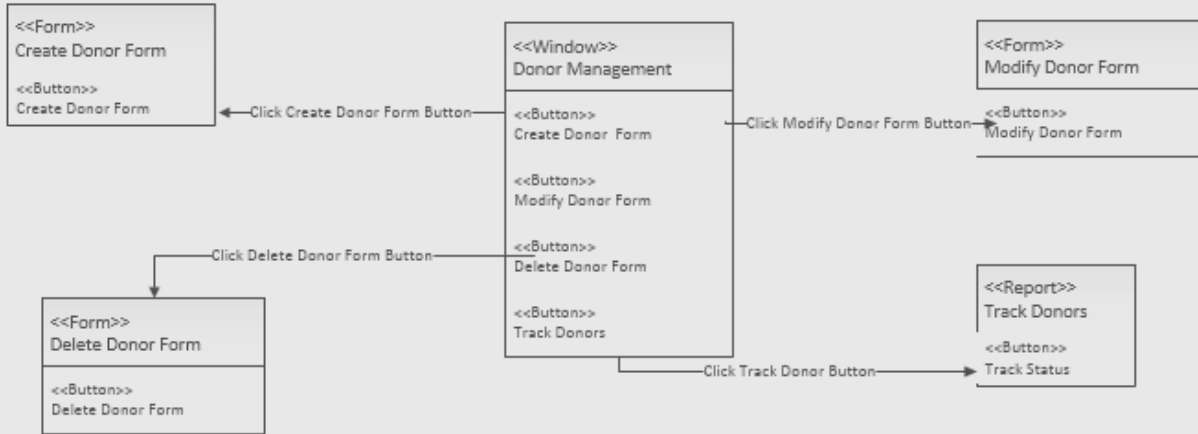 <<Form>>
Create Donor Form
<<Button>>
Create Donor Form
Click Create Donor Form Button
<<Window>>
Donor Management
<<Button>>
Create Donor  Form
<<Button>>
Modify Donor Form
<<Button>>
Delete Donor Form
<<Button>>
Track Donors
Click Modify Donor Form Button
<<Form>>
Modify Donor Form
<<Button>>
Modify Donor Form
Click Delete Donor Form Button
<<Form>>
Delete Donor Form
<<Button>>
Delete Donor Form
Click Track Donor Button
<<Report>>
Track Donors
<<Button>>
Track Status